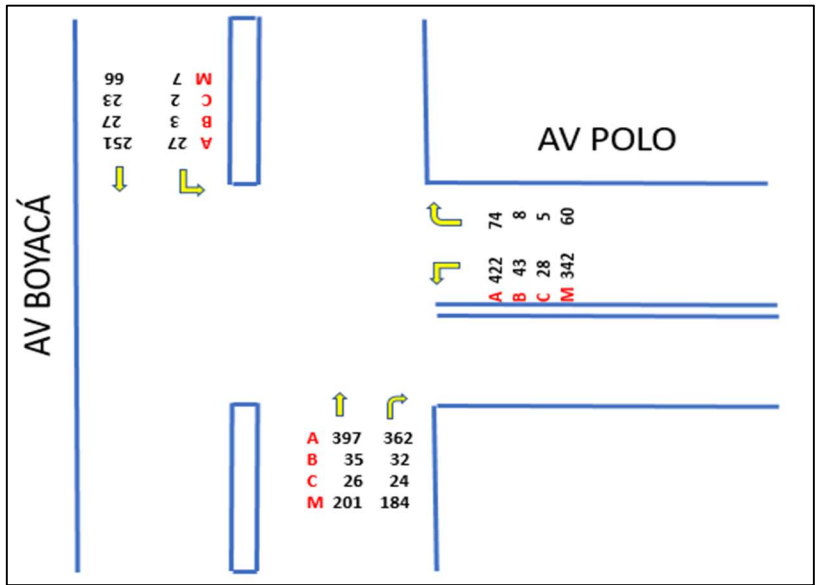 66 7 M
23 2 C
27 3 B
251 27 A
AV POLO
AV BOYACÁ
74 8 5 60
422 43 28 342
A B C M
A 397 362
B 35 32
C 26 24
M 201 184